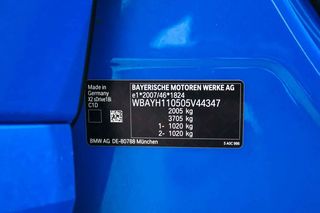 BAYERISCHE MOTOREN WERKE AG
e1*2007/46*1824
WBAYH110505V44347
2005 kg
3705 kg
1- 1020 kg
2- 1020 kg
Made in
Germany
X2 sDrive18i
C1D
BMW AG DE-80788 München